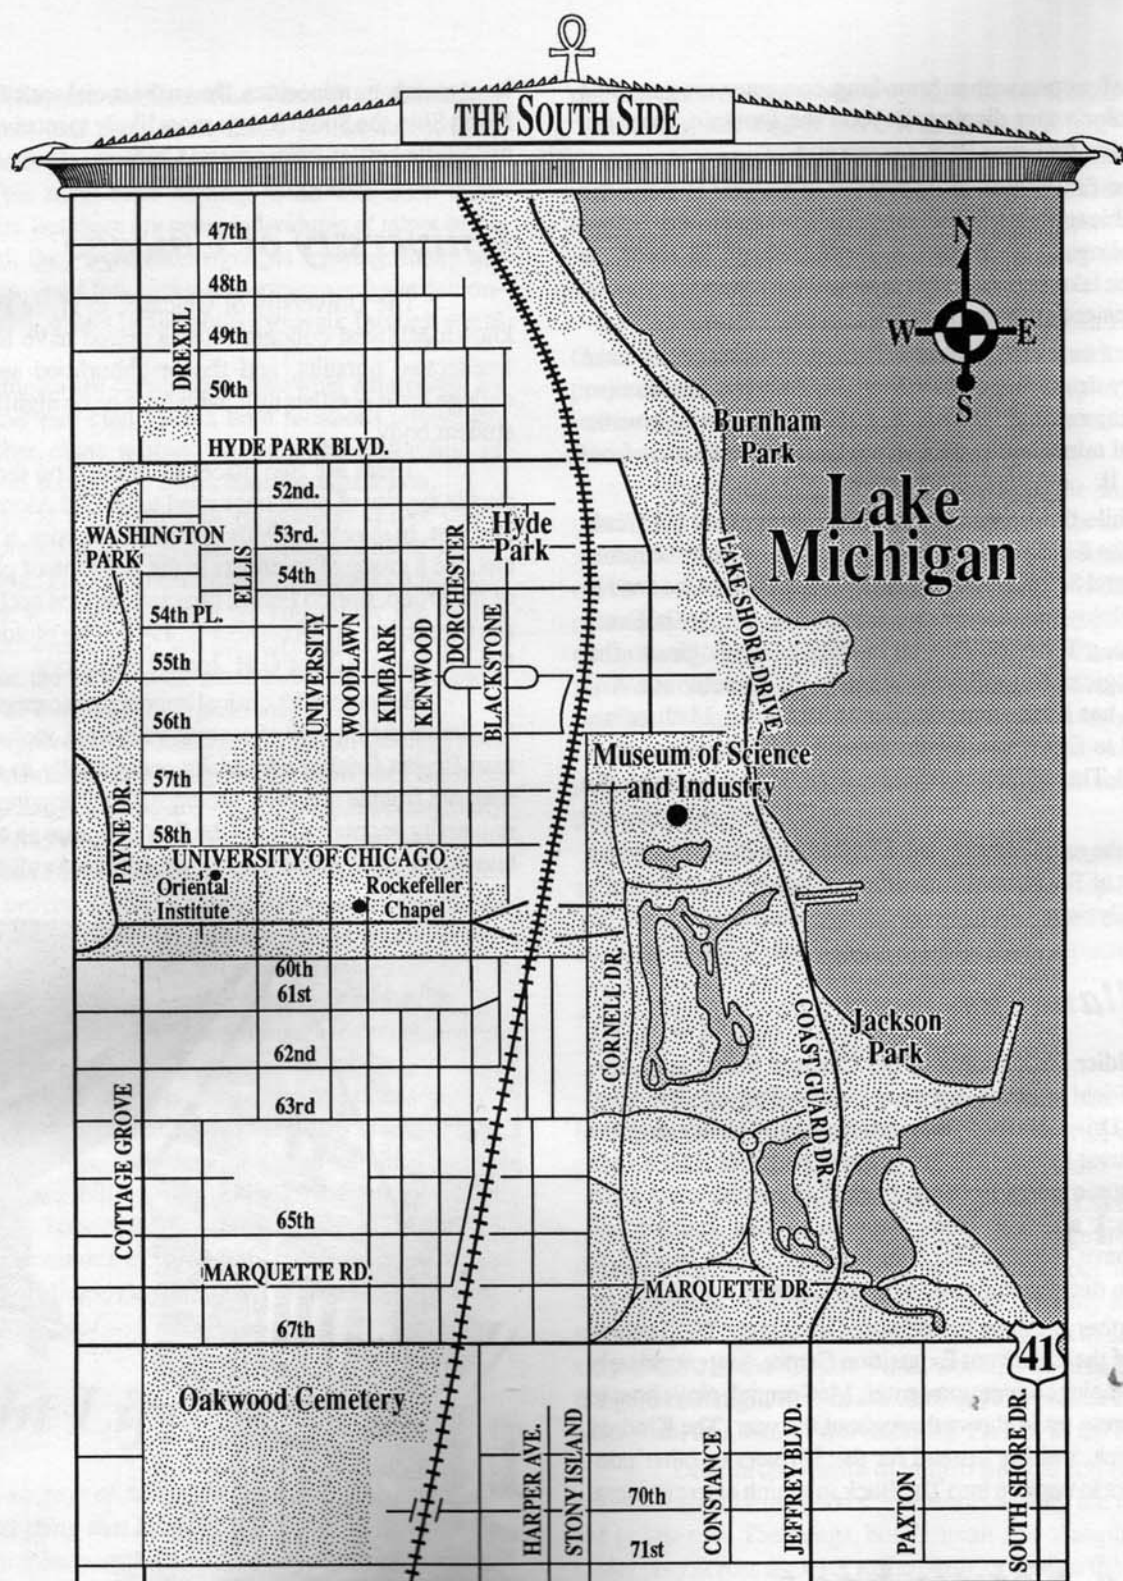 THE SOUTH SIDE
47th
48th
49th
50th
DREXEL
HYDE PARK BLVD.
N
W
E
S
Burnham
Park
Lake
Michigan
52nd.
53rd.
54th
54th PL.
55th
56th
57th
58th
WASHINGTON
PARK
ELLIS
UNIVERSITY
WOODLAWN
KIMBARK
KENWOOD
DORCHESTER
BLACKSTONE
Hyde
Park
LAKE SHORE DRIVE
Museum of Science
and Industry
PAYNE DR.
UNIVERSITY OF CHICAGO
Oriental
Institute
Rockefeller
Chapel
60th
61st
62nd
63rd
65th
CORNELL DR.
COAST GUARD DR.
Jackson
Park
COTTAGE GROVE
MARQUETTE RD.
MARQUETTE DR.
67th
41
Oakwood Cemetery
HARPER AVE.
STONY ISLAND
CONSTANCE
JEFFREY BLVD.
PAXTON
SOUTH SHORE DR.
70th
71st